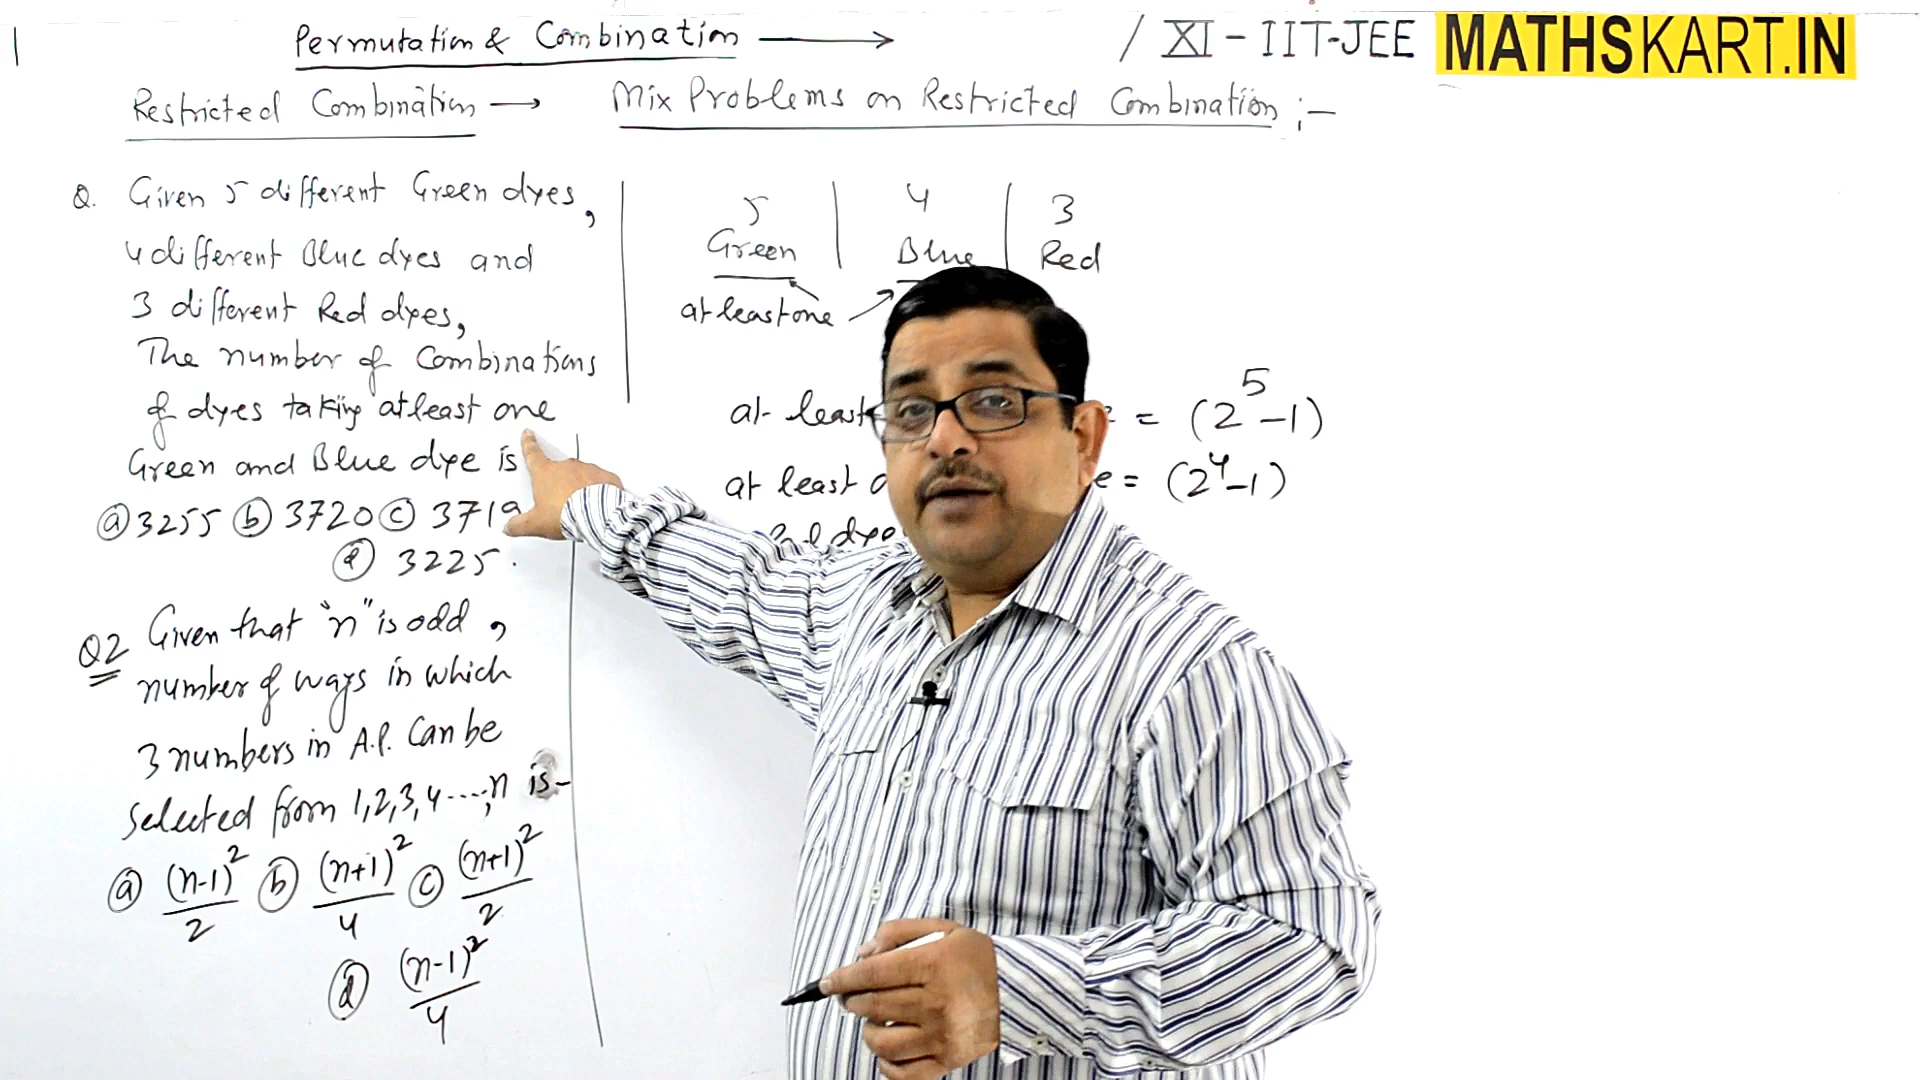 Permutation & Combination → / XI - IIT-JEE MATHSKART.IN
Restricted Combination → Mix Problems on Restricted Combination ;-
Q. Given 5 different Green dyes,
4 different Blue dyes and
3 different Red dyes,
The number of Combinations
of dyes taking atleast one
Green and Blue dye is
(a) 3255 (b) 3720 (c) 3719
(d) 3225.
Q2 Given that "n" is odd,
number of ways in which
3 numbers in A.P. Can be
selected from 1,2,3,4....,n is-
(a) (n-1)²/2 (b) (n+1)²/4 (c) (n+1)²/2
(d) (n-1)²/4
5 | 4 | 3
Green | Blue | Red
at least one
at least = (2⁵-1)
at least = (2⁴-1)